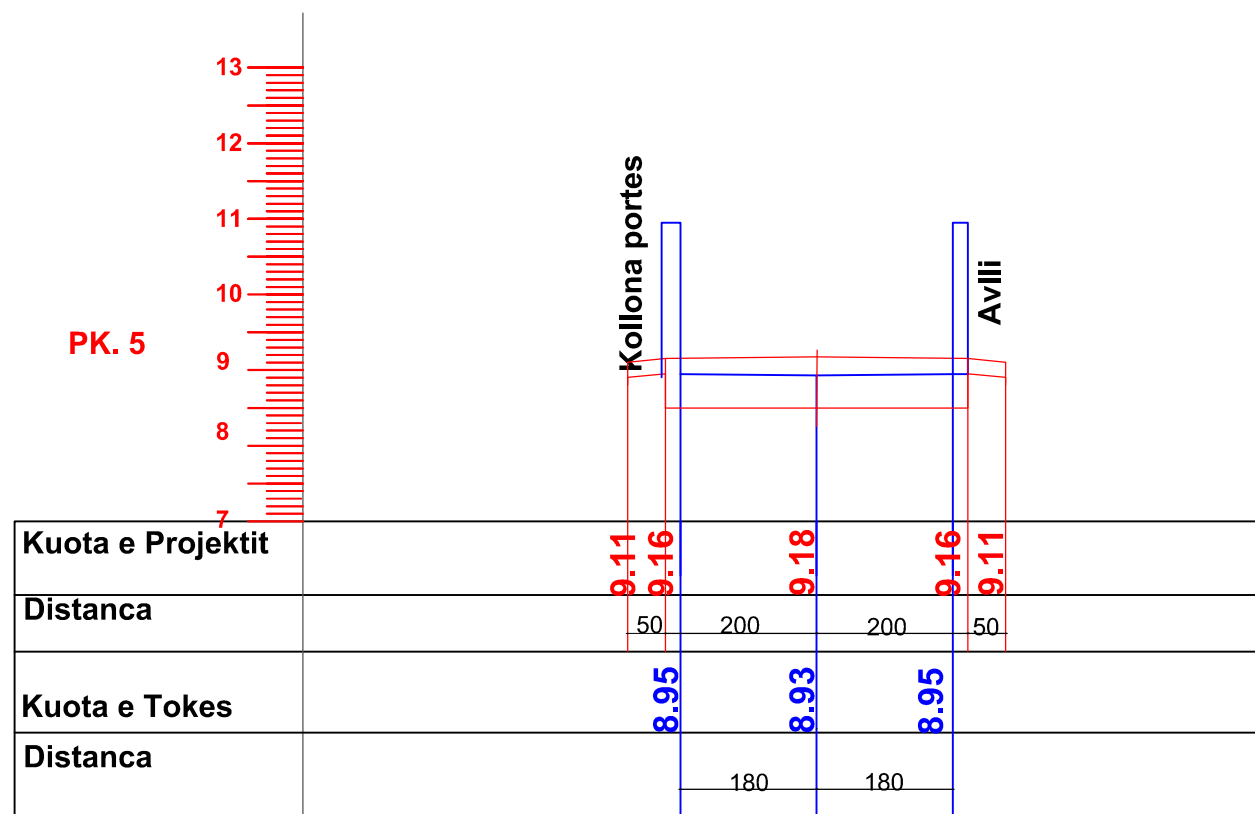 13
12
11
10
9
8
7
PK. 5
Kollona portes
Avlli
Kuota e Projektit
9.11 9.16 9.18 9.16 9.11
Distanca
50 200 200 50
Kuota e Tokes
8.95 8.93 8.95
Distanca
180 180